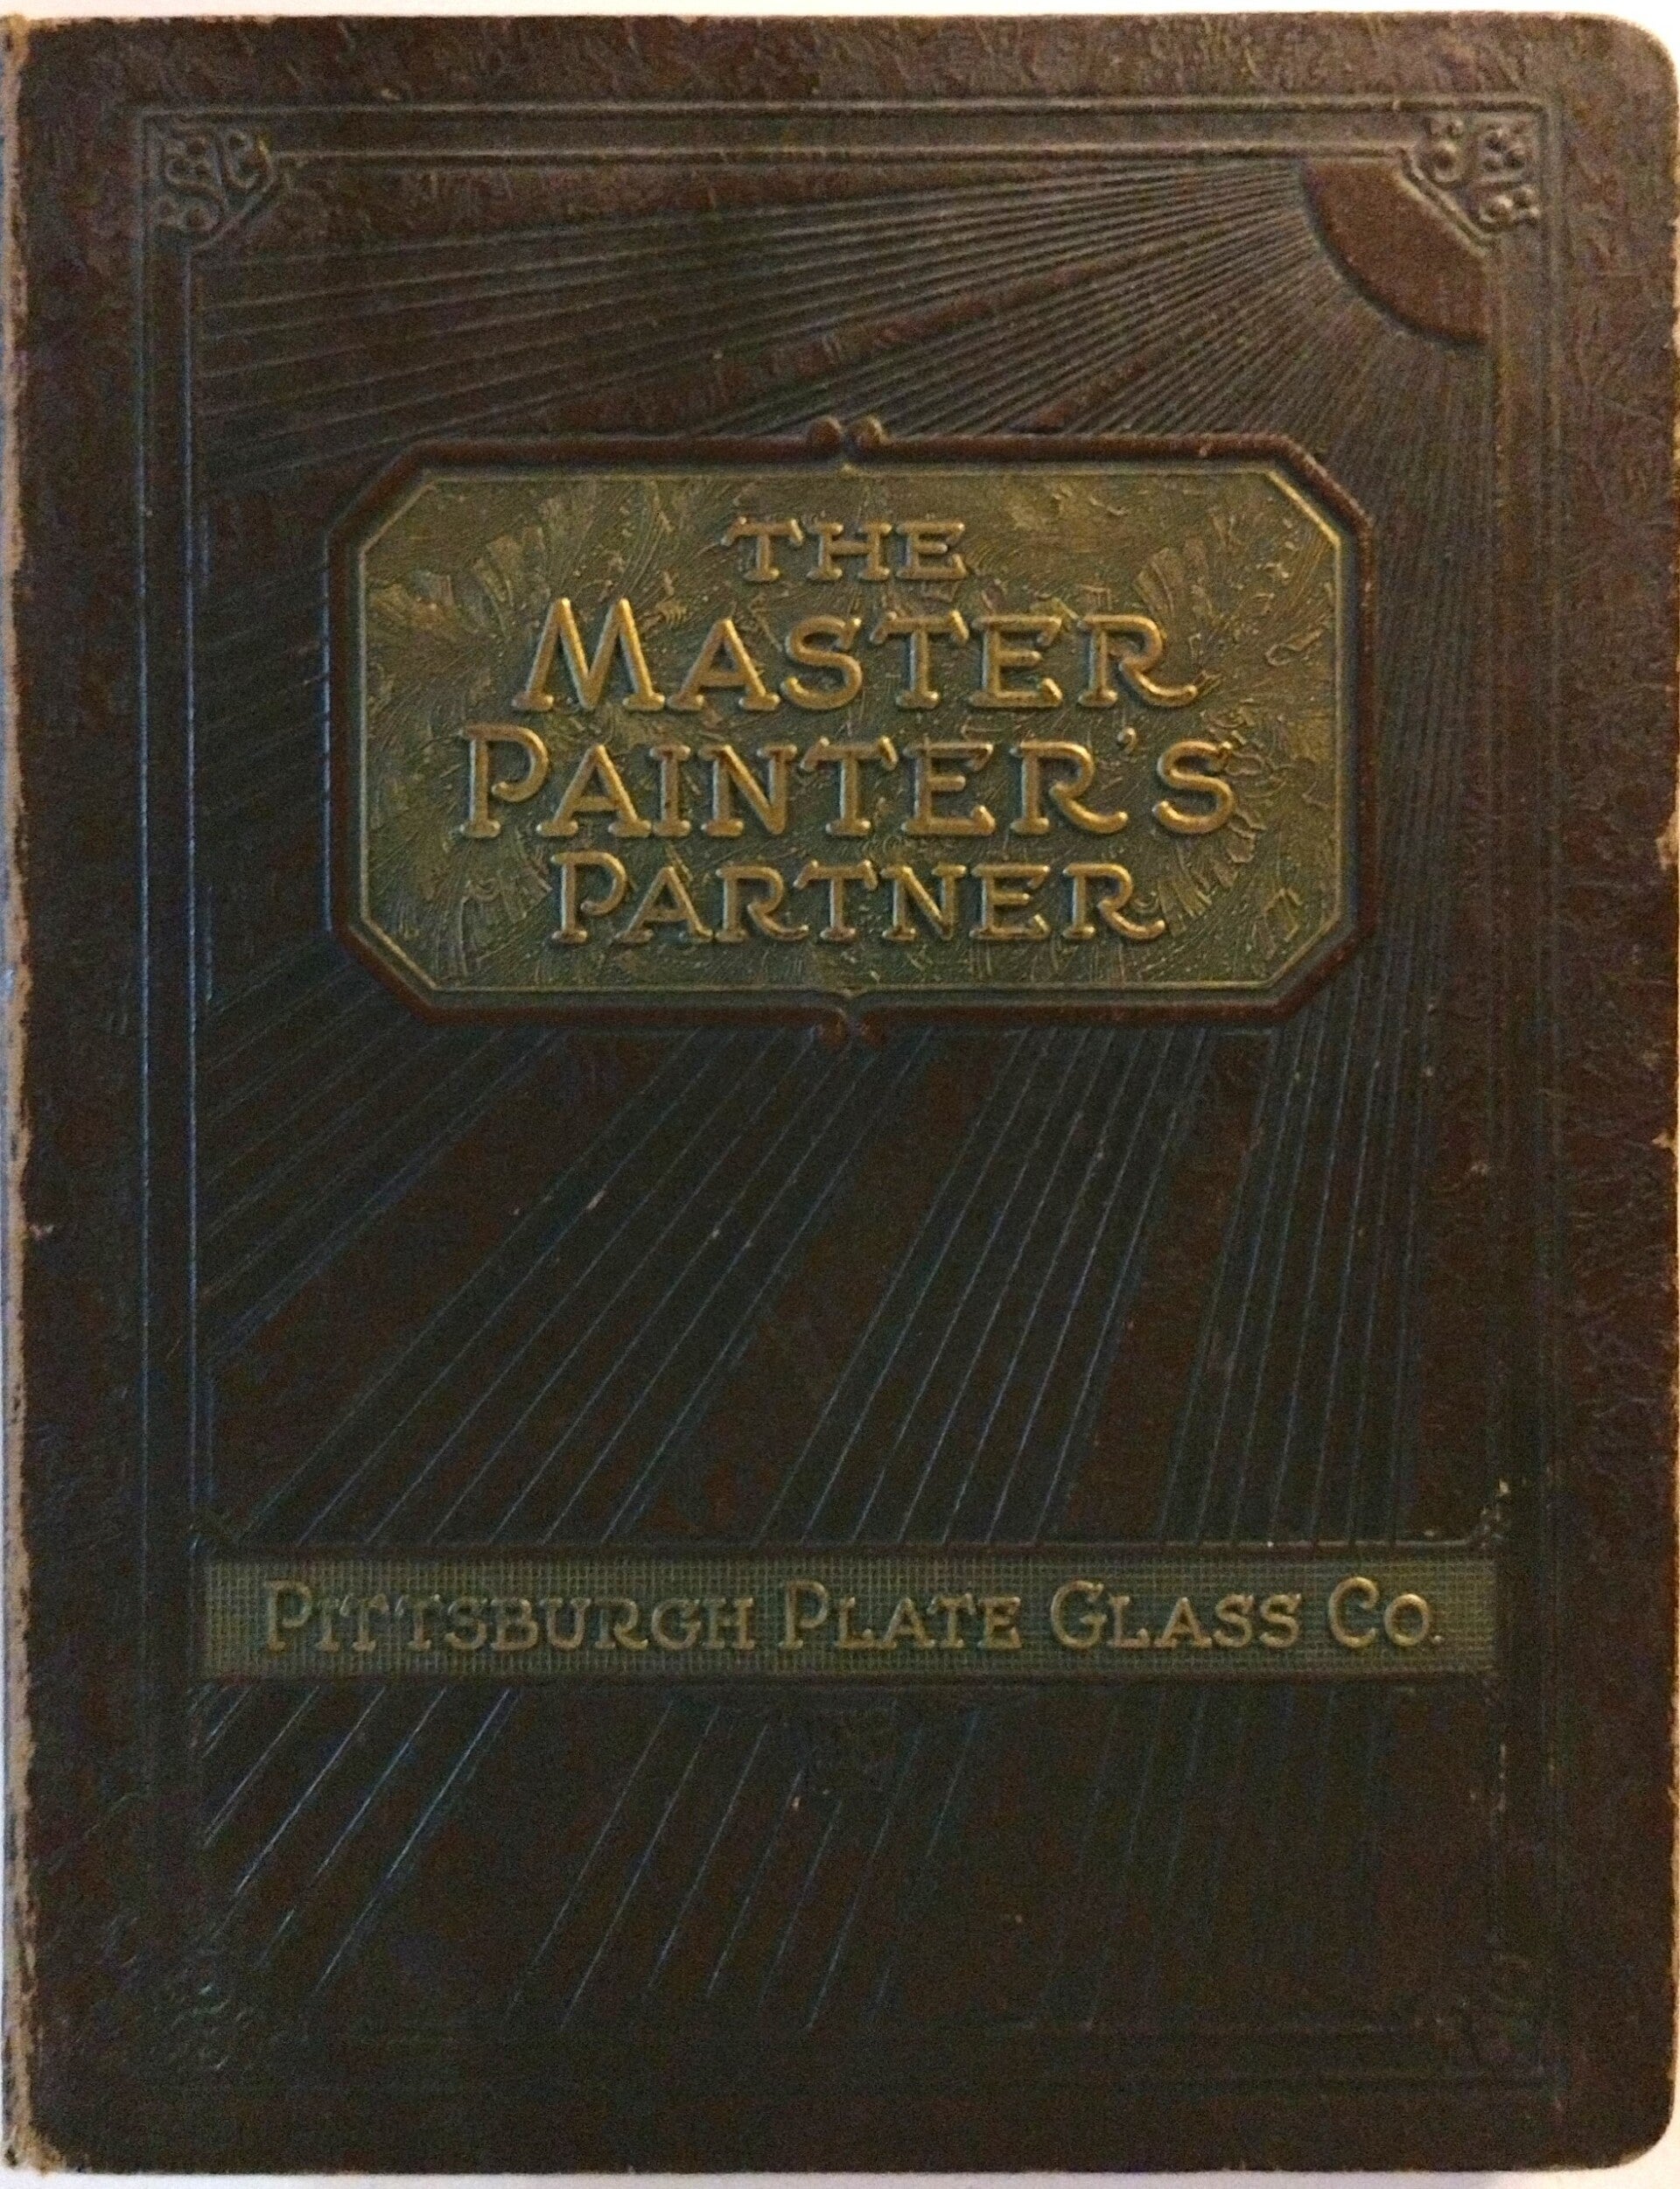 THE
MASTER
PAINTER'S
PARTNER
PITTSBURGH PLATE GLASS CO.